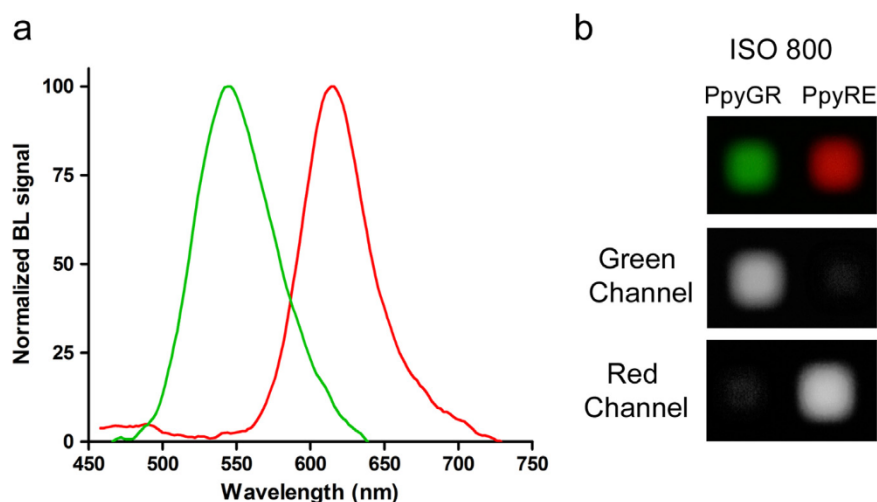 a
Normalized BL signal
100
75
50
25
0
450 500 550 600 650 700 750
Wavelength (nm)
b
ISO 800
PpyGR PpyRE
Green
Channel
Red
Channel